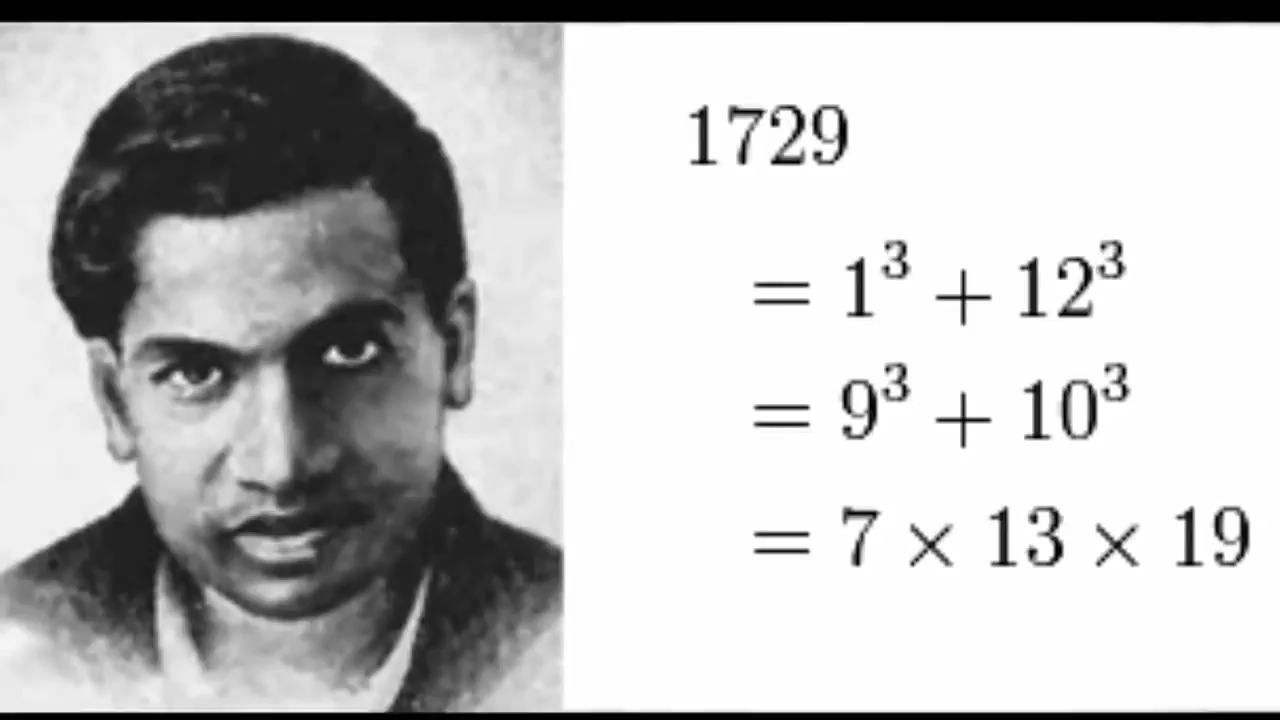 1729
= 1³ + 12³
= 9³ + 10³
= 7 × 13 × 19